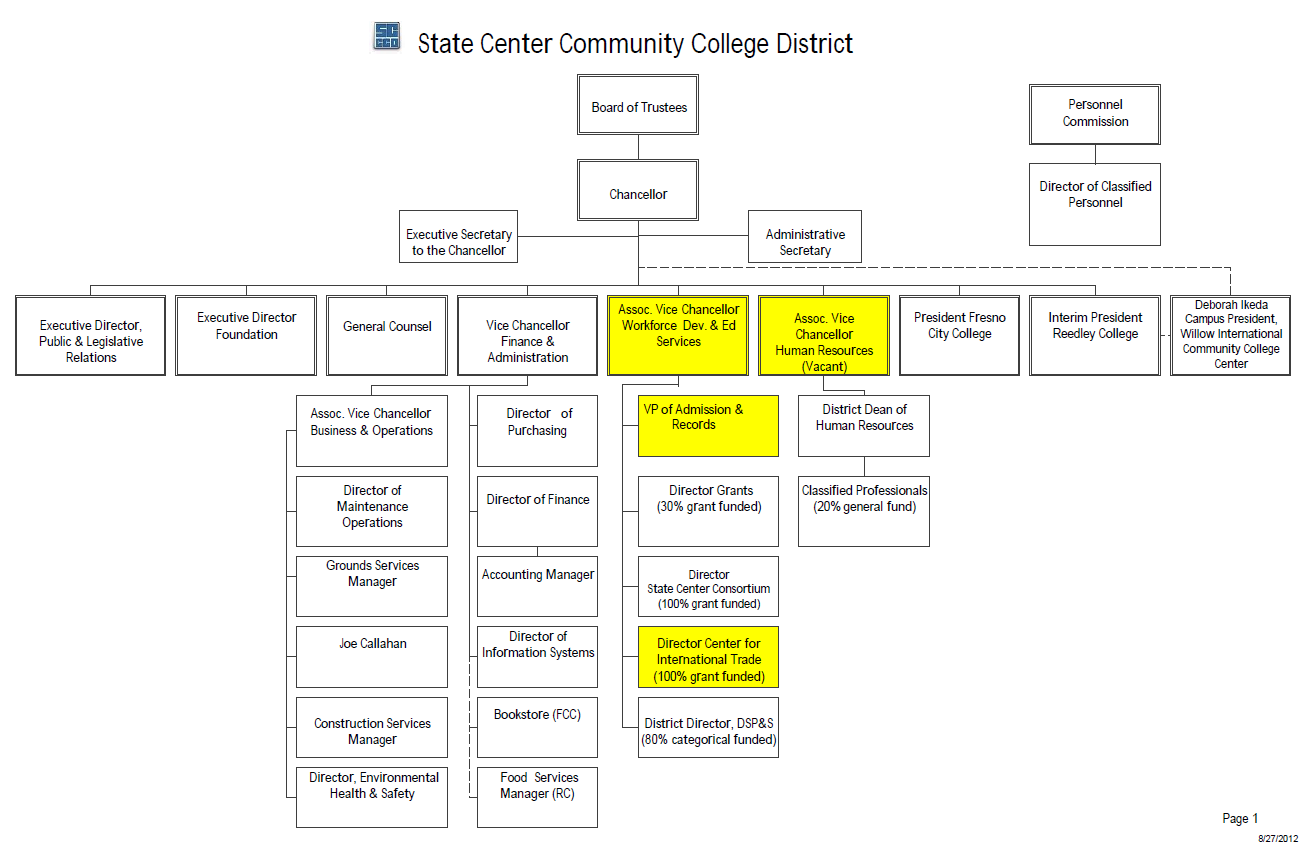 SC
CCD
State Center Community College District
Board of Trustees
Personnel
Commission
Chancellor
Director of Classified
Personnel
Executive Secretary
to the Chancellor
Administrative
Secretary
Executive Director,
Public & Legislative
Relations
Executive Director
Foundation
General Counsel
Vice Chancellor
Finance &
Administration
Assoc. Vice Chancellor
Workforce Dev. & Ed
Services
Assoc. Vice
Chancellor
Human Resources
(Vacant)
President Fresno
City College
Interim President
Reedley College
Deborah Ikeda
Campus President,
Willow International
Community College
Center
Assoc. Vice Chancellor
Business & Operations
Director of
Maintenance
Operations
Grounds Services
Manager
Joe Callahan
Construction Services
Manager
Director, Environmental
Health & Safety
Director of
Purchasing
Director of Finance
Accounting Manager
Director of
Information Systems
Bookstore (FCC)
Food Services
Manager (RC)
VP of Admission &
Records
Director Grants
(30% grant funded)
Director
State Center Consortium
(100% grant funded)
Director Center for
International Trade
(100% grant funded)
District Director, DSP&S
(80% categorical funded)
District Dean of
Human Resources
Classified Professionals
(20% general fund)
Page 1
8/27/2012